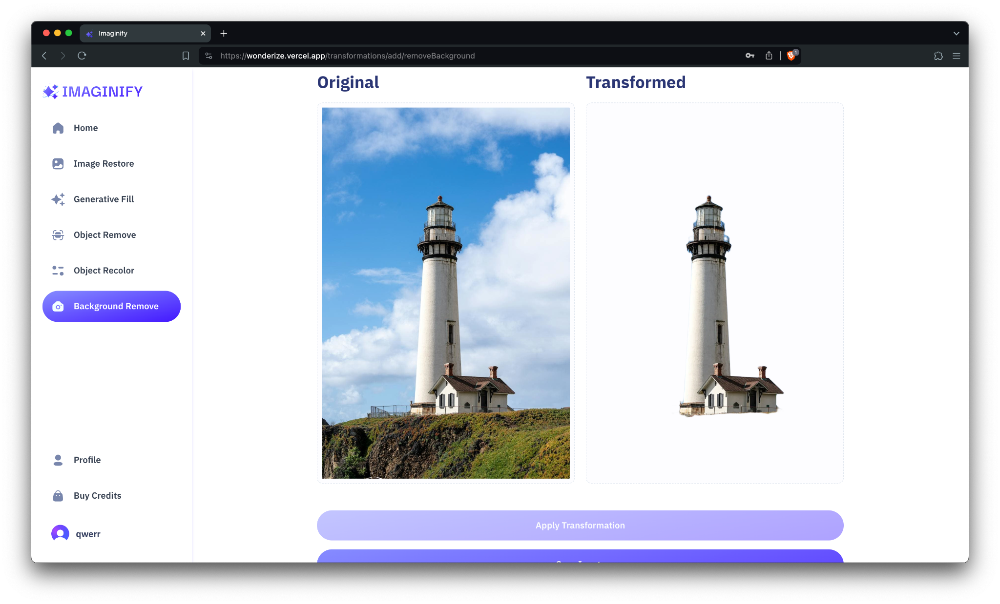 Imaginify
https://wonderize.vercel.app/transformations/add/removeBackground
1
IMAGINIFY
Home
Image Restore
Generative Fill
Object Remove
Object Recolor
Background Remove
Profile
Buy Credits
qwerr
Original
Transformed
Apply Transformation